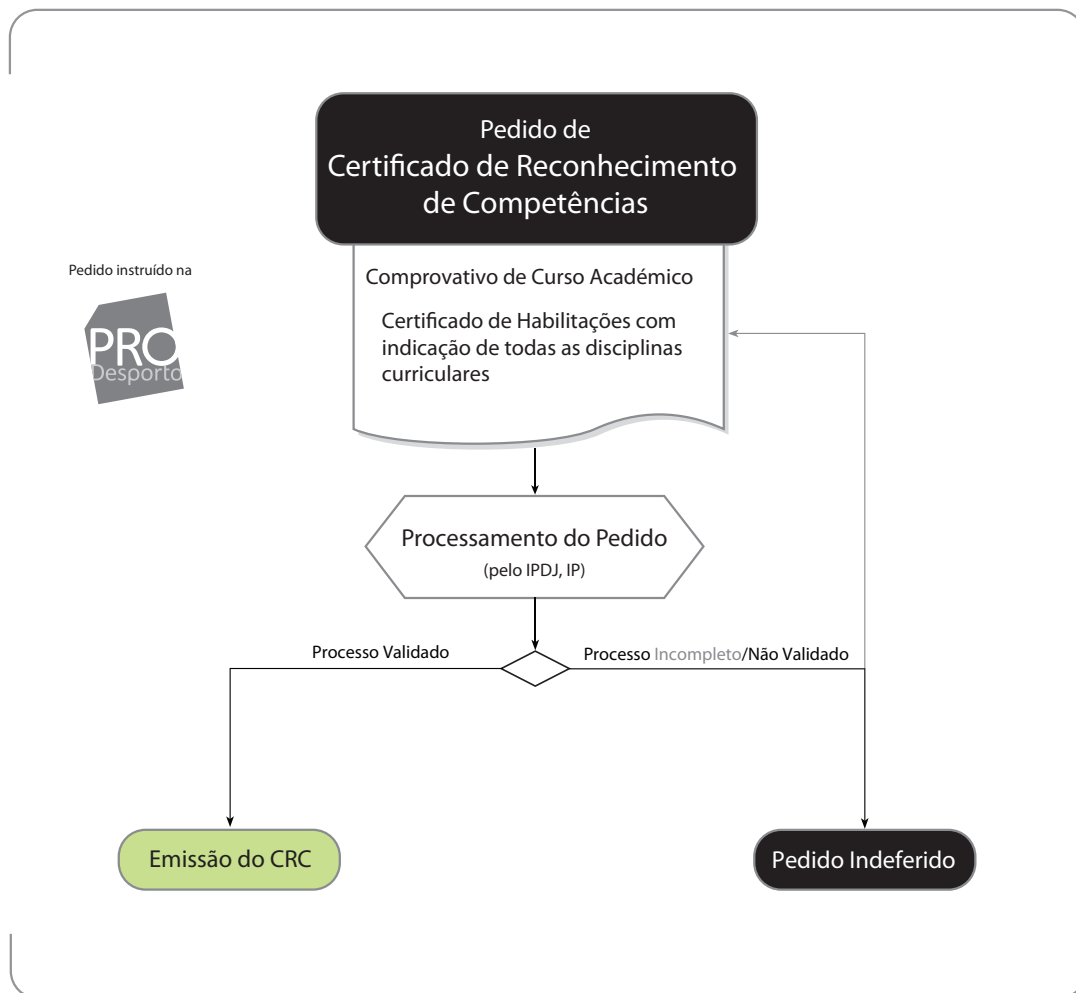 Pedido de
Certificado de Reconhecimento
de Competências
Pedido instruído na
PRO
Desporto
Comprovativo de Curso Académico
Certificado de Habilitações com
indicação de todas as disciplinas
curriculares
Processamento do Pedido
(pelo IPDJ, IP)
Processo Validado
Processo Incompleto/Não Validado
Emissão do CRC
Pedido Indeferido